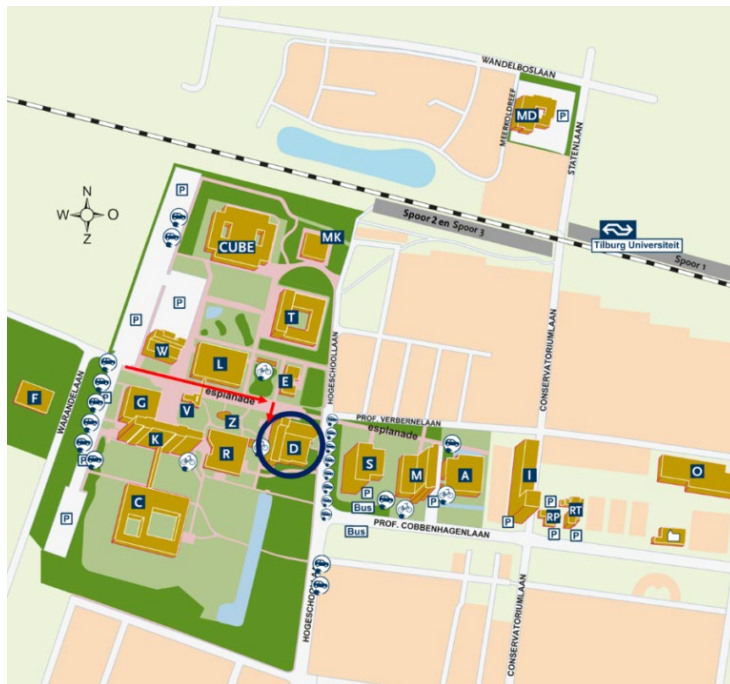 WANDELBOSLAAN
MEERKOLDREEF
MD
P
STATENLAAN
P
N
W O
Z
Spoor 2 en Spoor 3
Tilburg Universiteit
Spoor 1
CUBE
MK
P
P
T
HOGESCHOOLLAAN
CONSERVATORIUMLAAN
W
L
E
F
WARANDELAAN
P
esplanade
G
V
Z
K
R
D
PROF. VERBERNELAAN
esplanade
P
S
M
A
I
O
C
P
P
P
P
P
RP
RT
P
P
Bus
Bus
PROF. COBBENHAGENLAAN
HOGESCHOOLLAAN
CONSERVATORIUMLAAN